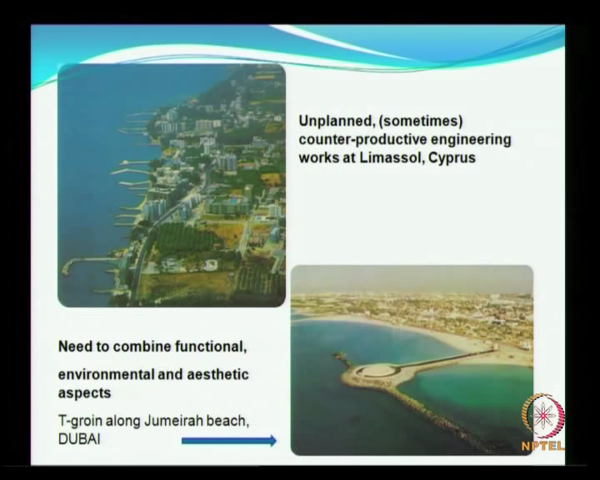 Unplanned, (sometimes)
counter-productive engineering
works at Limassol, Cyprus
Need to combine functional,
environmental and aesthetic
aspects
T-groin along Jumeirah beach,
DUBAI
NPTEL